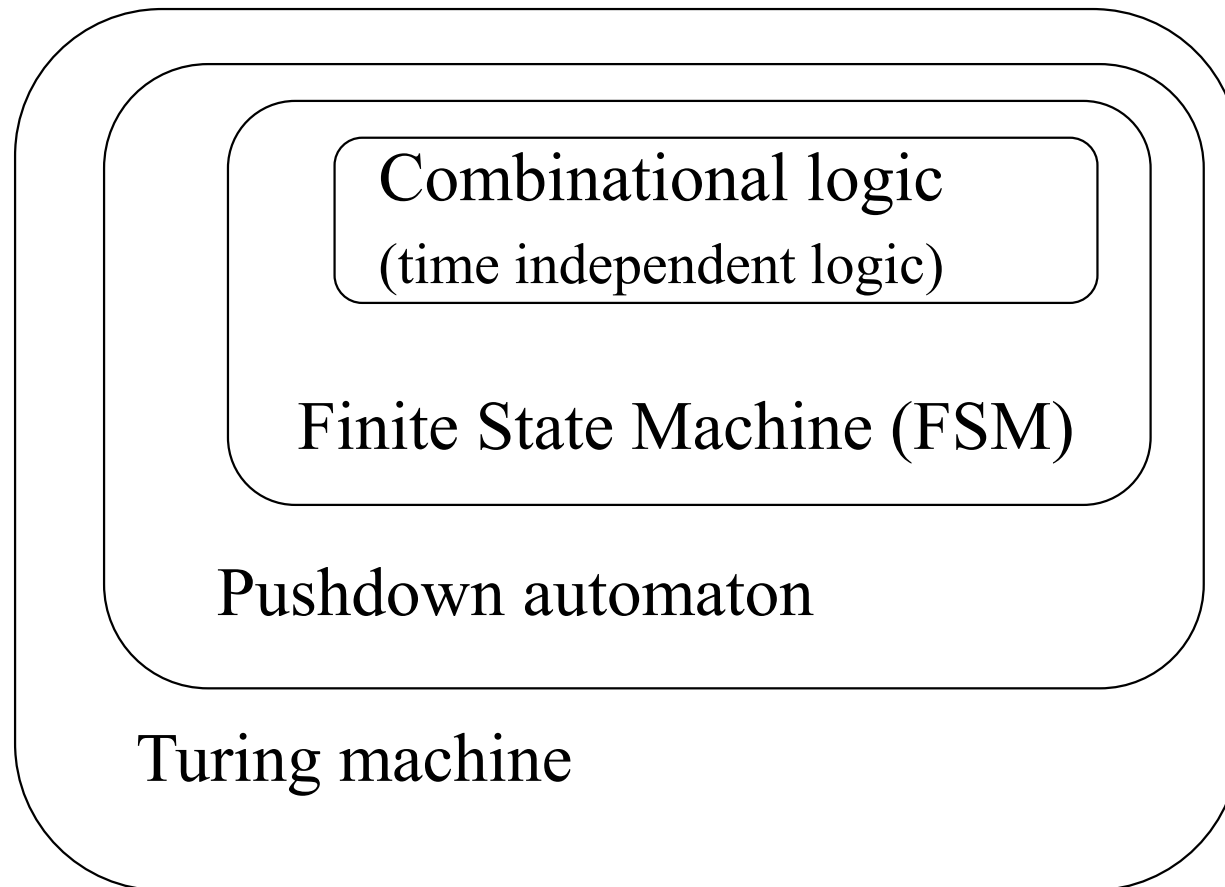 Combinational logic
(time independent logic)
Finite State Machine (FSM)
Pushdown automaton
Turing machine